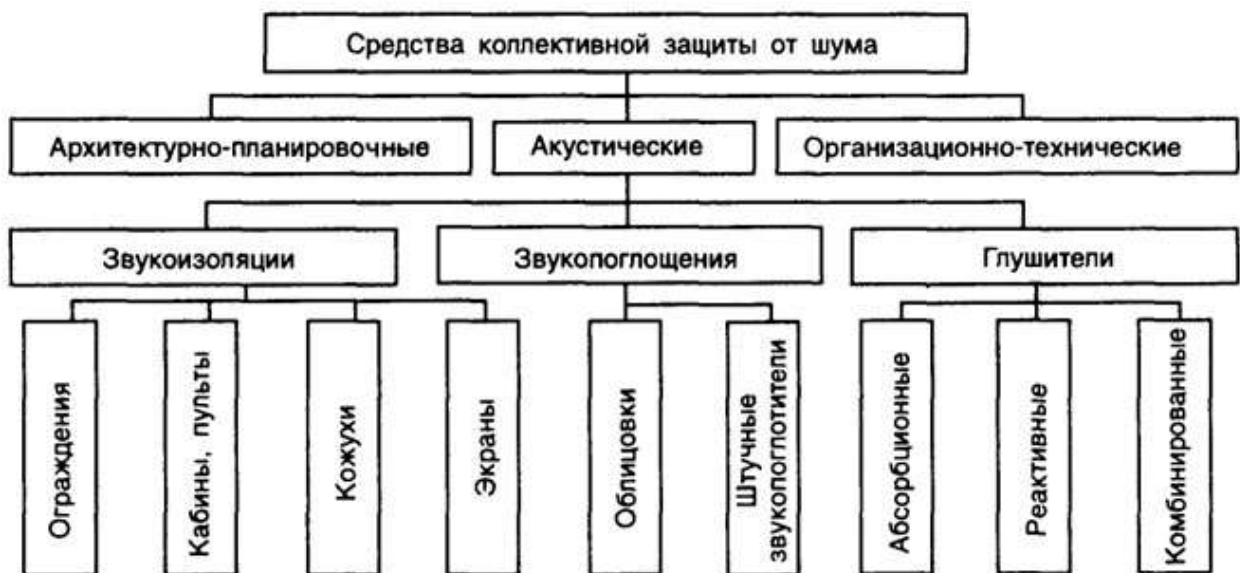 Средства коллективной защиты от шума
Архитектурно-планировочные
Акустические
Организационно-технические
Звукоизоляции
Звукопоглощения
Глушители
Ограждения
Кабины, пульты
Кожухи
Экраны
Облицовки
Штучные
звукопоглотители
Абсорбционные
Реактивные
Комбинированные